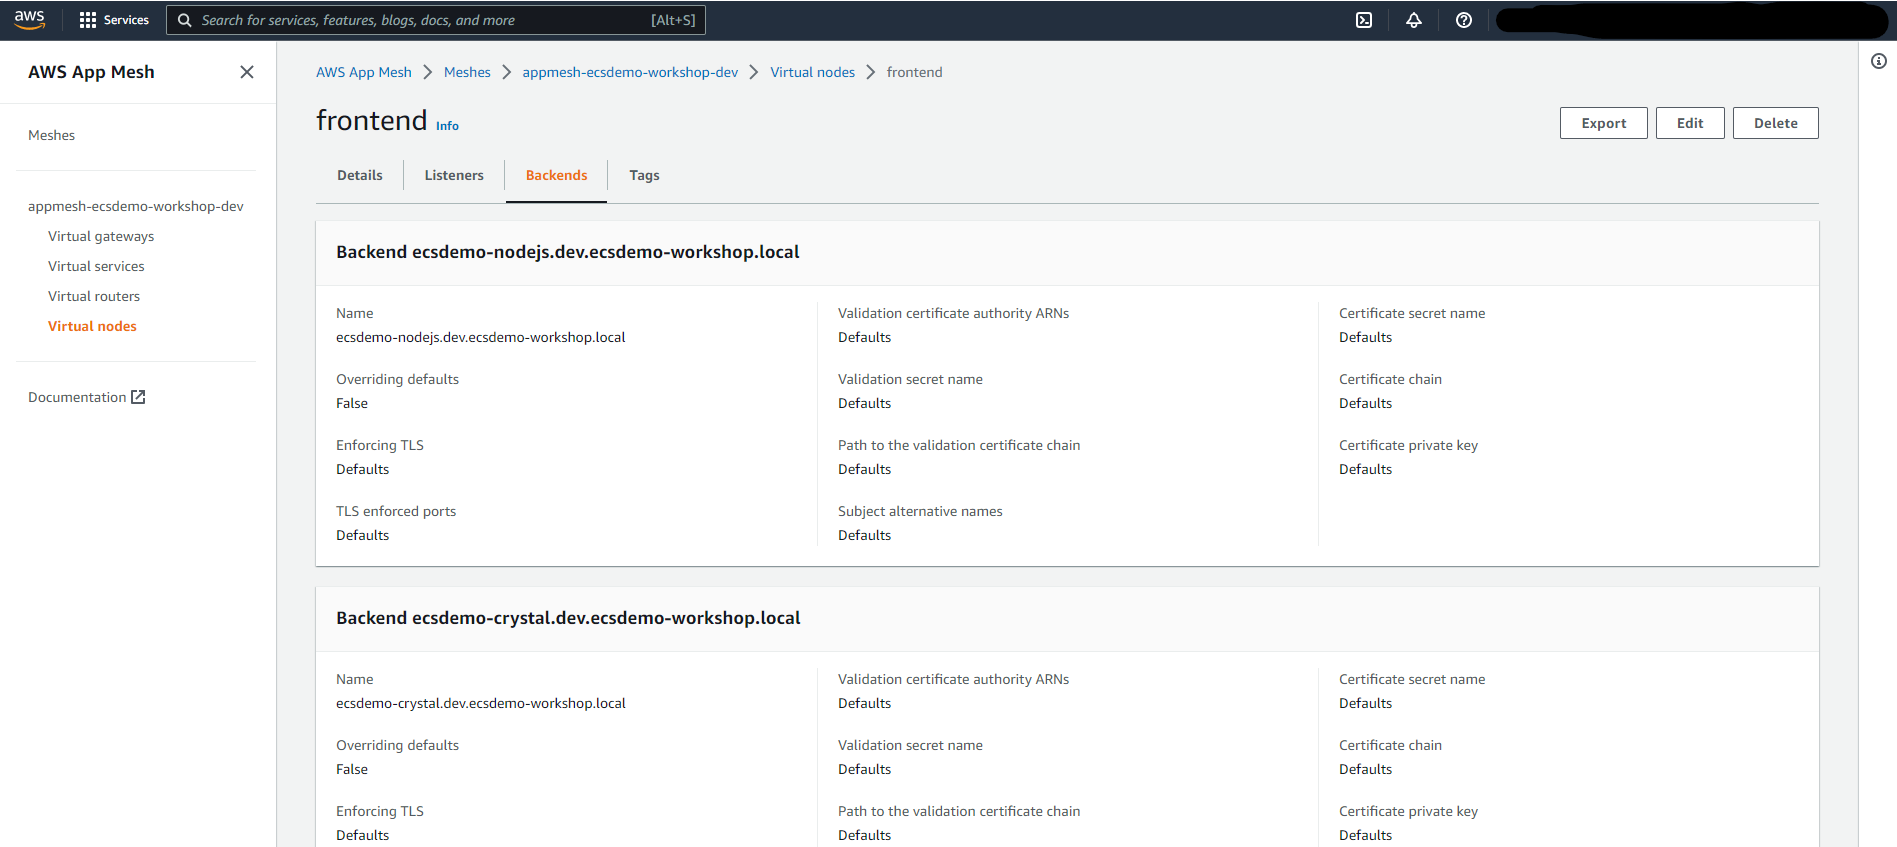 aws Services Search for services, features, blogs, docs, and more [Alt+S]
AWS App Mesh
Meshes
appmesh-ecsdemo-workshop-dev
Virtual gateways
Virtual services
Virtual routers
Virtual nodes
Documentation
AWS App Mesh Meshes appmesh-ecsdemo-workshop-dev Virtual nodes frontend
frontend Info
Export Edit Delete
Details Listeners Backends Tags
Backend ecsdemo-nodejs.dev.ecsdemo-workshop.local
Name
ecsdemo-nodejs.dev.ecsdemo-workshop.local
Overriding defaults
False
Enforcing TLS
Defaults
TLS enforced ports
Defaults
Validation certificate authority ARNs
Defaults
Validation secret name
Defaults
Path to the validation certificate chain
Defaults
Subject alternative names
Defaults
Certificate secret name
Defaults
Certificate chain
Defaults
Certificate private key
Defaults
Backend ecsdemo-crystal.dev.ecsdemo-workshop.local
Name
ecsdemo-crystal.dev.ecsdemo-workshop.local
Overriding defaults
False
Enforcing TLS
Defaults
Validation certificate authority ARNs
Defaults
Validation secret name
Defaults
Path to the validation certificate chain
Defaults
Certificate secret name
Defaults
Certificate chain
Defaults
Certificate private key
Defaults